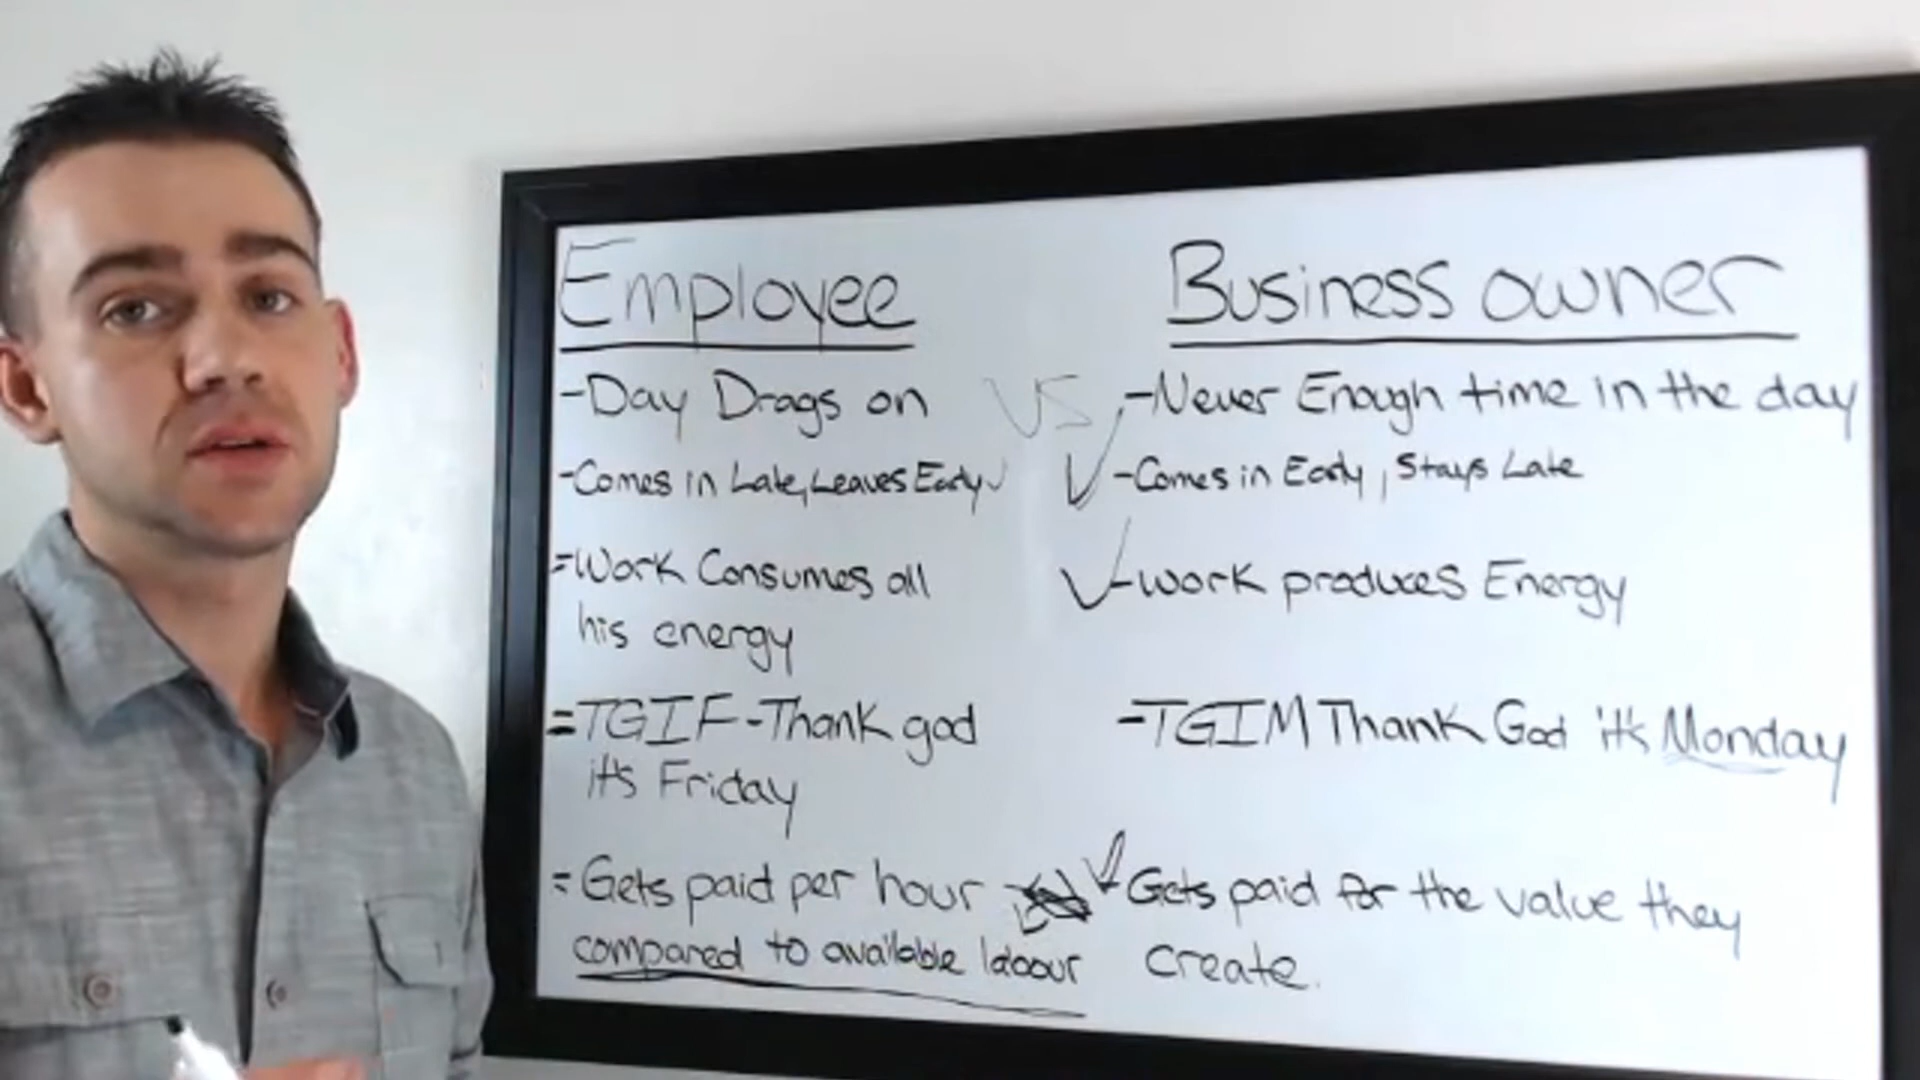 Employee
-Day Drags on
-Comes in Late, Leaves Early
=Work Consumes all
his energy
=TGIF-Thank god
it's Friday
= Gets paid per hour
compared to available labour
VS
Business owner
-Never Enough time in the day
-Comes in Early, Stays Late
-work produces Energy
-TGIM Thank God it's Monday
Gets paid for the value they
create.